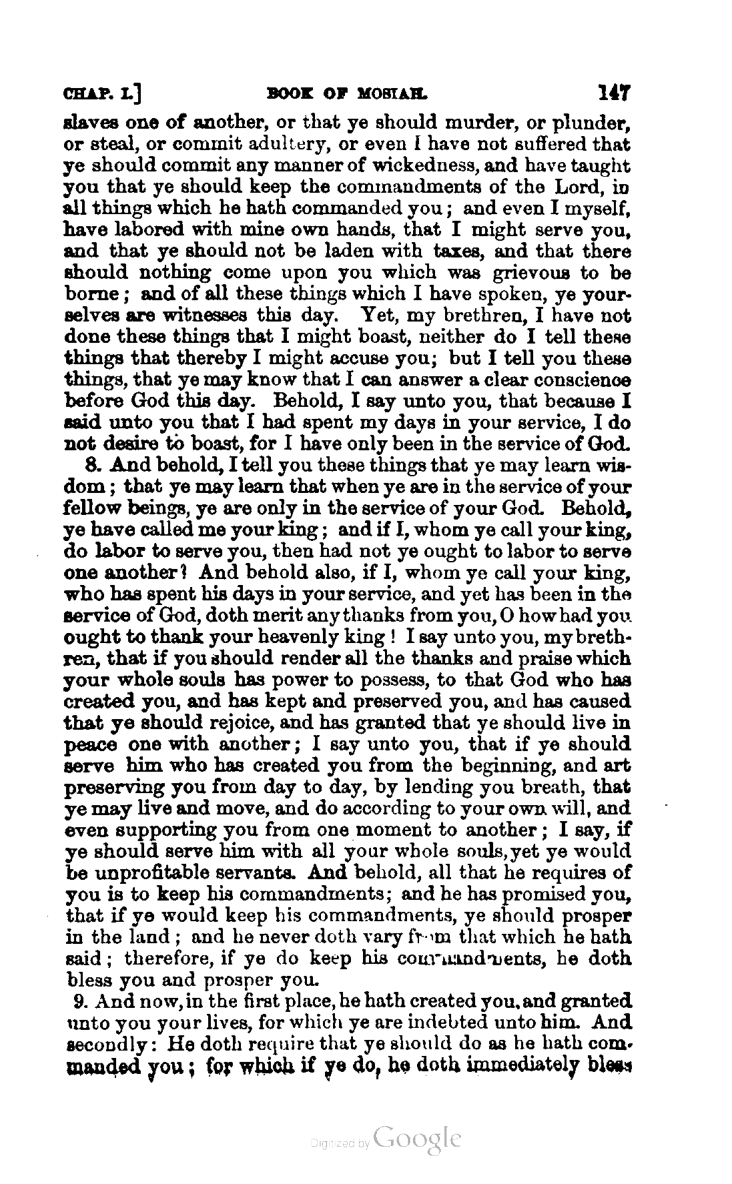 CHAP. I.] BOOK OF MOSIAH. 147
slaves one of another, or that ye should murder, or plunder,
or steal, or commit adultery, or even I have not suffered that
ye should commit any manner of wickedness, and have taught
you that ye should keep the commandments of the Lord, in
all things which he hath commanded you; and even I myself,
have labored with mine own hands, that I might serve you,
and that ye should not be laden with taxes, and that there
should nothing come upon you which was grievous to be
borne; and of all these things which I have spoken, ye your-
selves are witnesses this day. Yet, my brethren, I have not
done these things that I might boast, neither do I tell these
things that thereby I might accuse you; but I tell you these
things, that ye may know that I can answer a clear conscience
before God this day. Behold, I say unto you, that because I
said unto you that I had spent my days in your service, I do
not desire to boast, for I have only been in the service of God.
8. And behold, I tell you these things that ye may learn wis-
dom; that ye may learn that when ye are in the service of your
fellow beings, ye are only in the service of your God. Behold,
ye have called me your king; and if I, whom ye call your king,
do labor to serve you, then had not ye ought to labor to serve
one another? And behold also, if I, whom ye call your king,
who has spent his days in your service, and yet has been in the
service of God, doth merit any thanks from you, O how had you
ought to thank your heavenly king! I say unto you, my breth-
ren, that if you should render all the thanks and praise which
your whole souls has power to possess, to that God who has
created you, and has kept and preserved you, and has caused
that ye should rejoice, and has granted that ye should live in
peace one with another; I say unto you, that if ye should
serve him who has created you from the beginning, and art
preserving you from day to day, by lending you breath, that
ye may live and move, and do according to your own will, and
even supporting you from one moment to another; I say, if
ye should serve him with all your whole souls, yet ye would
be unprofitable servants. And behold, all that he requires of
you is to keep his commandments; and he has promised you,
that if ye would keep his commandments, ye should prosper
in the land; and he never doth vary from that which he hath
said; therefore, if ye do keep his commandments, he doth
bless you and prosper you.
9. And now, in the first place, he hath created you, and granted
unto you your lives, for which ye are indebted unto him. And
secondly: He doth require that ye should do as he hath com-
manded you; for which if ye do, he doth immediately bless
Digitized by Google